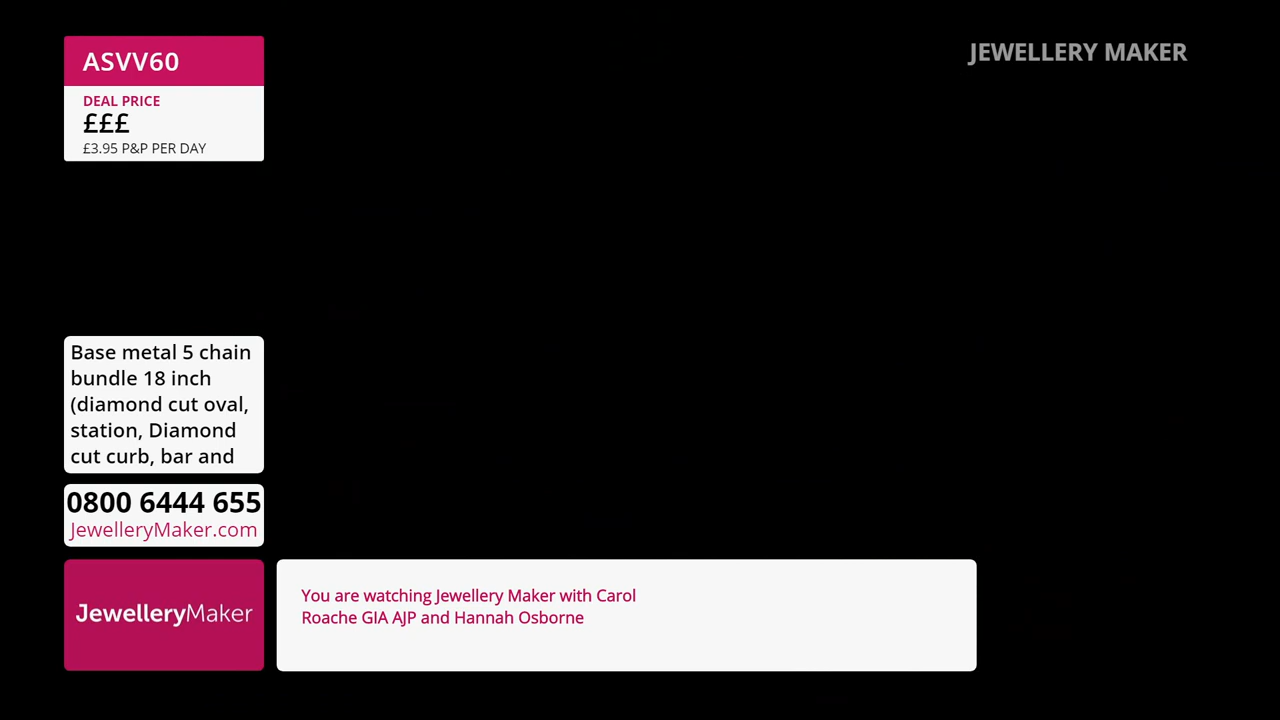 ASVV60
JEWELLERY MAKER
DEAL PRICE
£££
£3.95 P&P PER DAY
Base metal 5 chain
bundle 18 inch
(diamond cut oval,
station, Diamond
cut curb, bar and
0800 6444 655
JewelleryMaker.com
JewelleryMaker
You are watching Jewellery Maker with Carol
Roache GIA AJP and Hannah Osborne